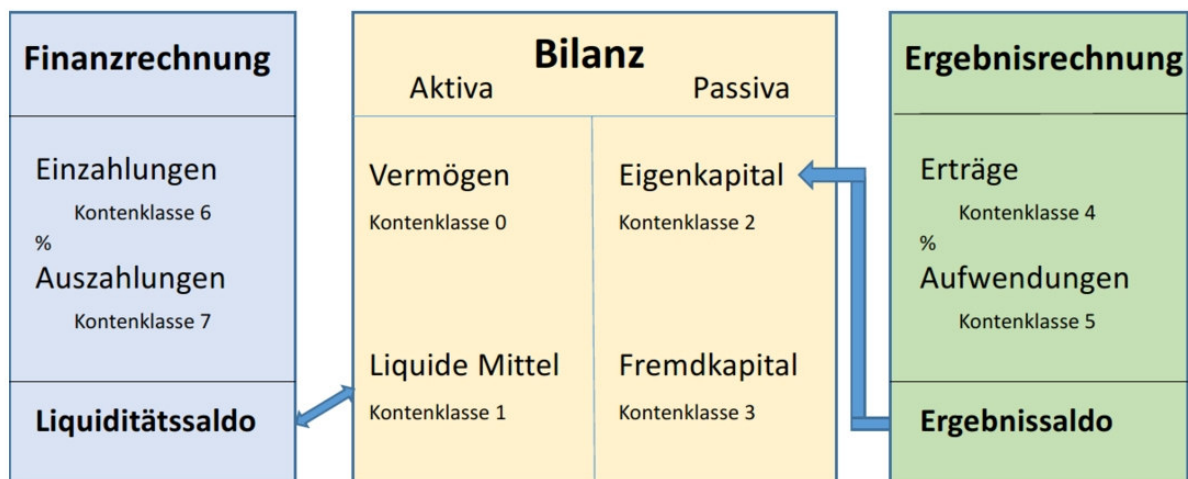 Finanzrechnung
Einzahlungen
Kontenklasse 6
%
Auszahlungen
Kontenklasse 7
Liquiditätssaldo
Bilanz
Aktiva
Passiva
Vermögen
Kontenklasse 0
Liquide Mittel
Kontenklasse 1
Eigenkapital
Kontenklasse 2
Fremdkapital
Kontenklasse 3
Ergebnisrechnung
Erträge
Kontenklasse 4
%
Aufwendungen
Kontenklasse 5
Ergebnissaldo